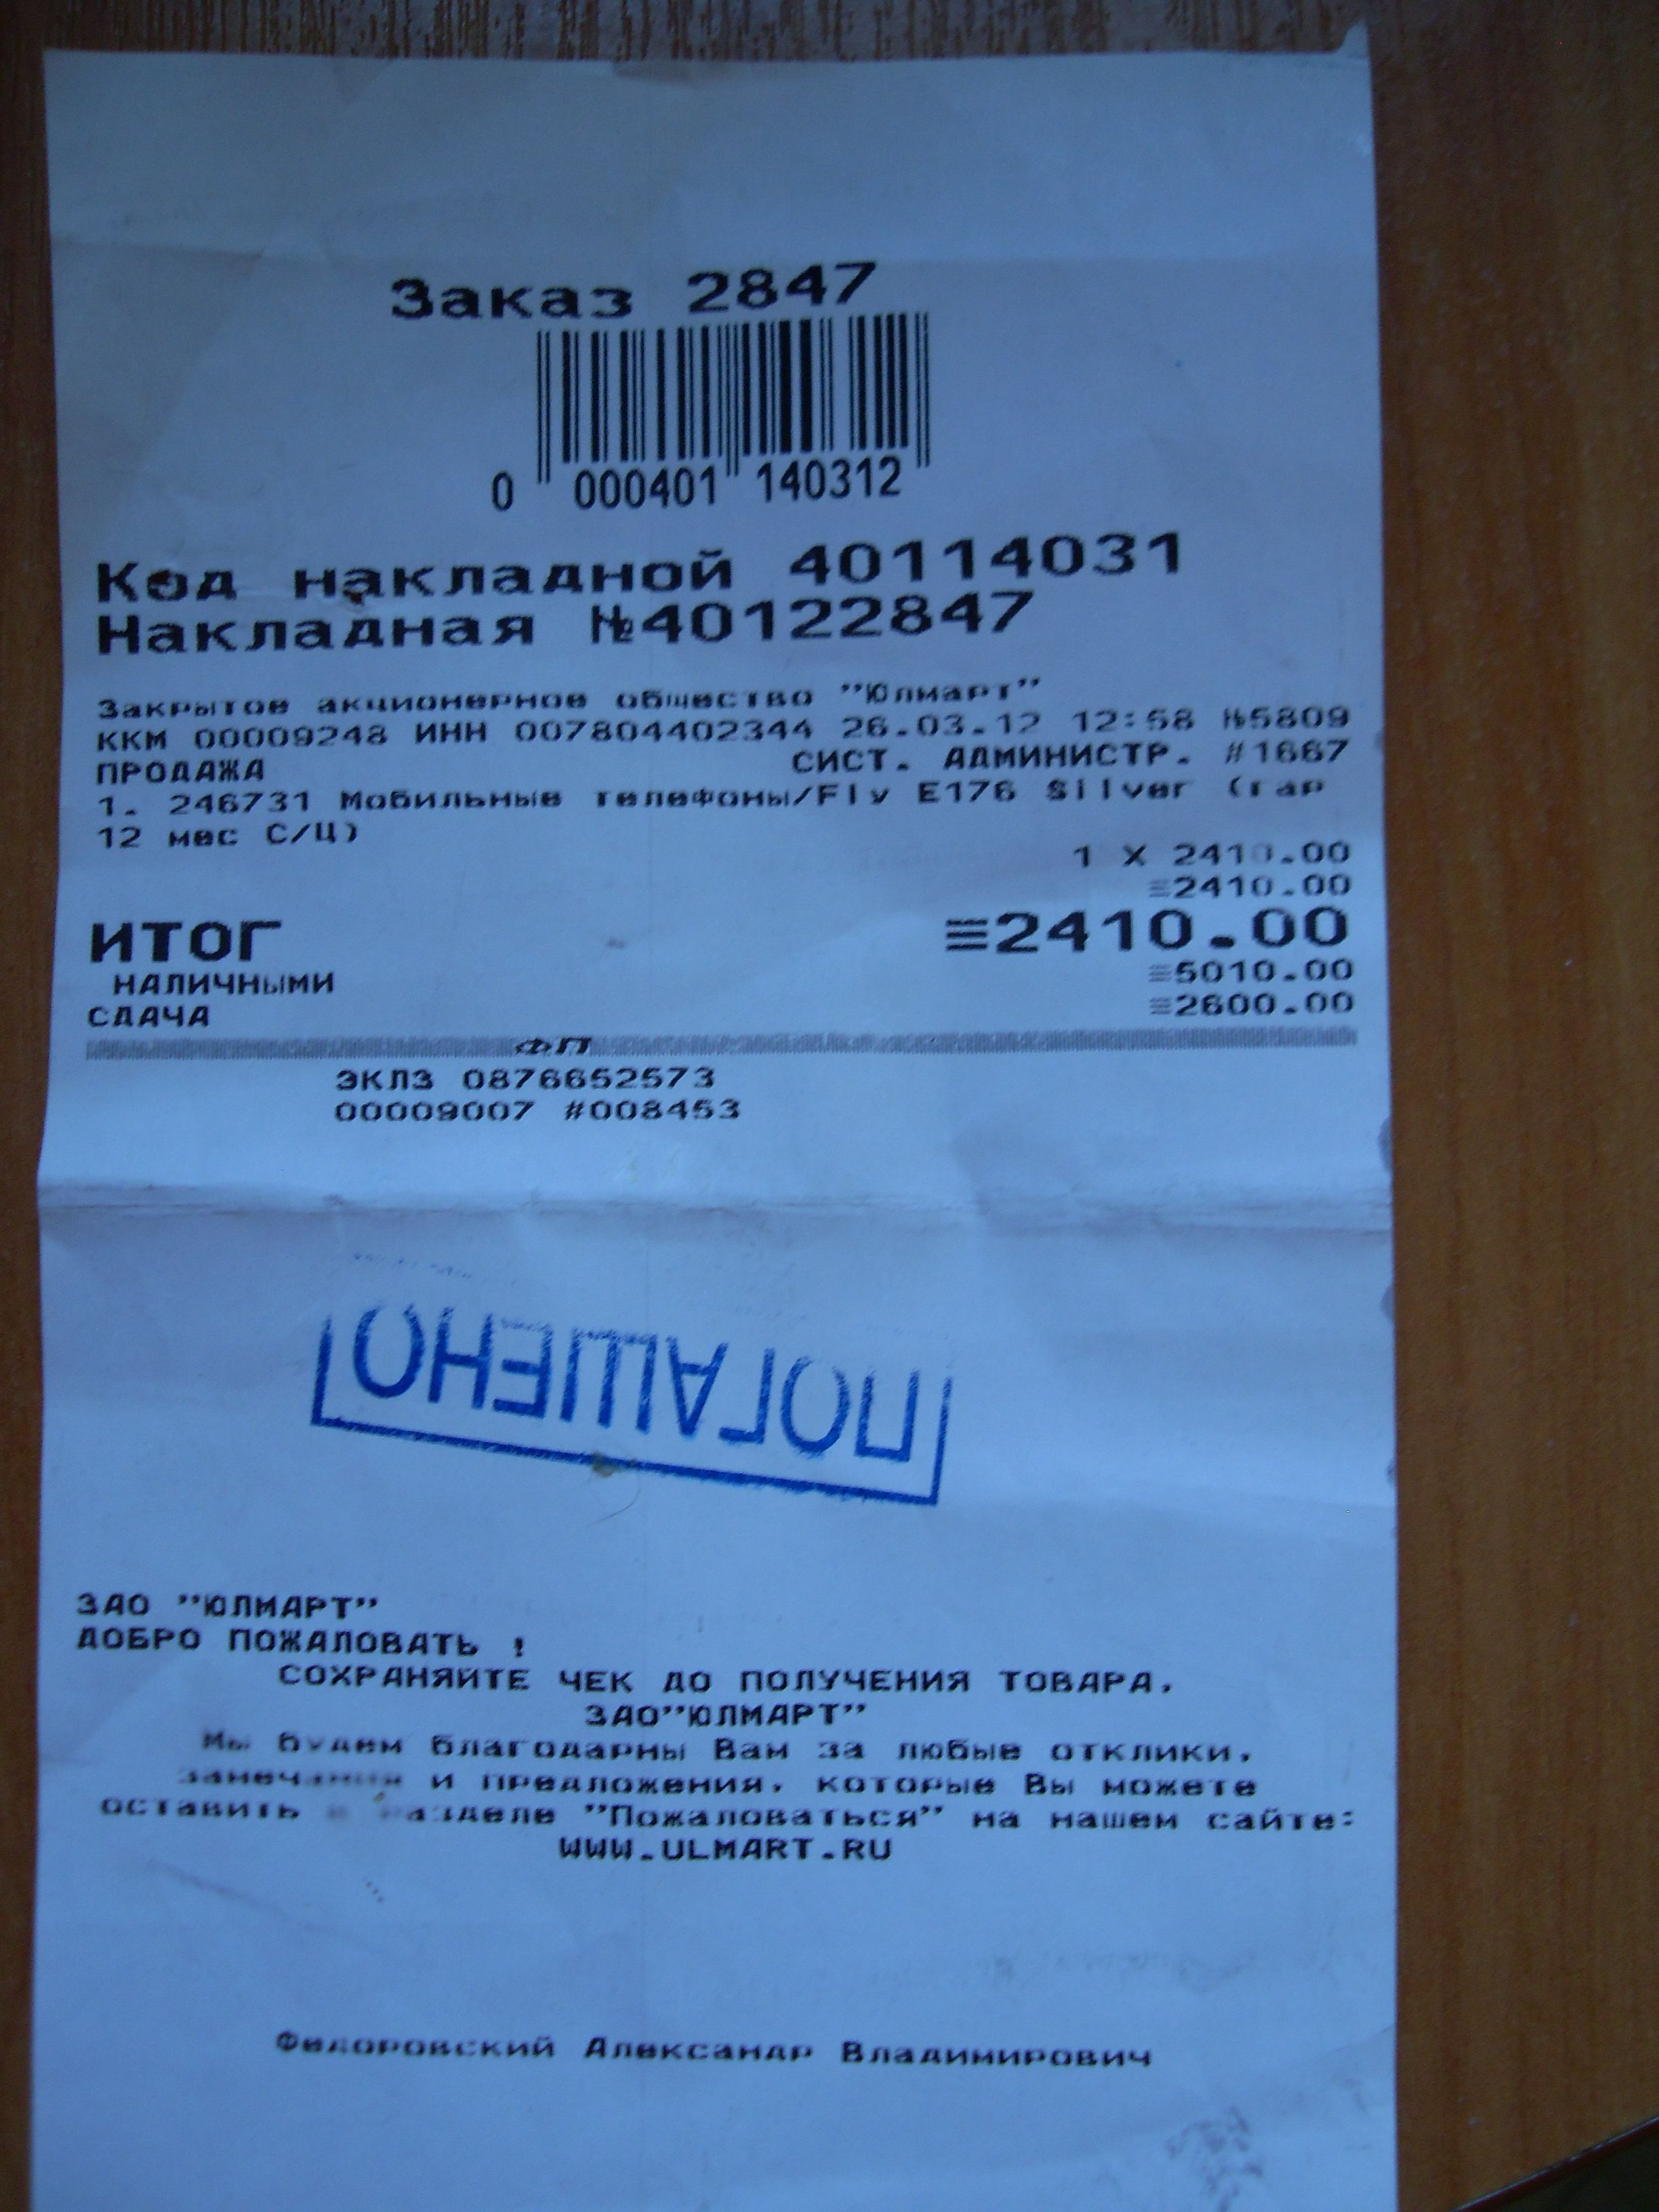 Заказ 2847
0 000401 140312
Код накладной 40114031
Накладная №40122847
Закрытое акционерное общество "Юлмарт"
ККМ 00009248 ИНН 007804402344 26.03.12 12:58 №5809
ПРОДАЖА СИСТ. АДМИНИСТР. #1667
1. 246731 Мобильные телефоны/Fly E176 Silver (гар
12 мес С/Ц)
1 X 2410.00
≡2410.00
ИТОГ ≡2410.00
НАЛИЧНЫМИ ≡5010.00
СДАЧА ≡2600.00
ФП
ЭКЛЗ 0876652573
00009007 #008453
ПОГАШЕНО
ЗАО "ЮЛМАРТ"
ДОБРО ПОЖАЛОВАТЬ !
СОХРАНЯЙТЕ ЧЕК ДО ПОЛУЧЕНИЯ ТОВАРА.
ЗАО"ЮЛМАРТ"
Мы будем благодарны Вам за любые отклики,
замечания и предложения, которые Вы можете
оставить в разделе "Пожаловаться" на нашем сайте:
WWW.ULMART.RU
Федоровский Александр Владимирович